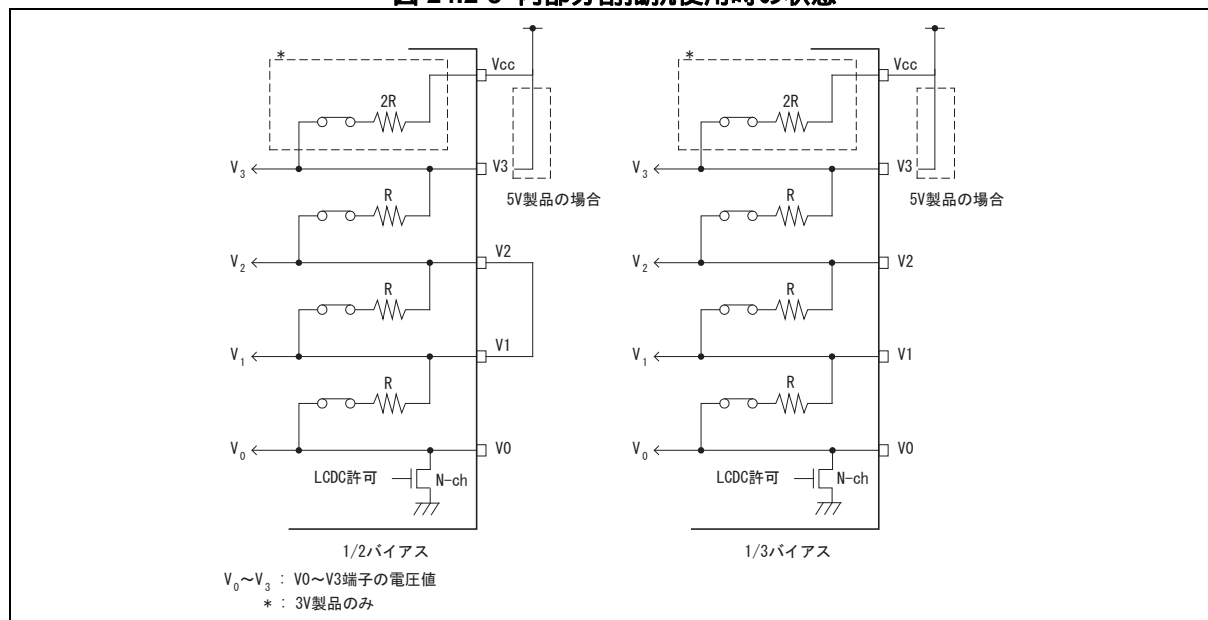 *
Vcc
2R
V3
V3
5V製品の場合
R
V2
V2
R
V1
V1
R
V0
V0
LCDC許可
N-ch
1/2バイアス
*
Vcc
2R
V3
V3
5V製品の場合
R
V2
V2
R
V1
V1
R
V0
V0
LCDC許可
N-ch
1/3バイアス
V0～V3 : V0～V3端子の電圧値
* : 3V製品のみ